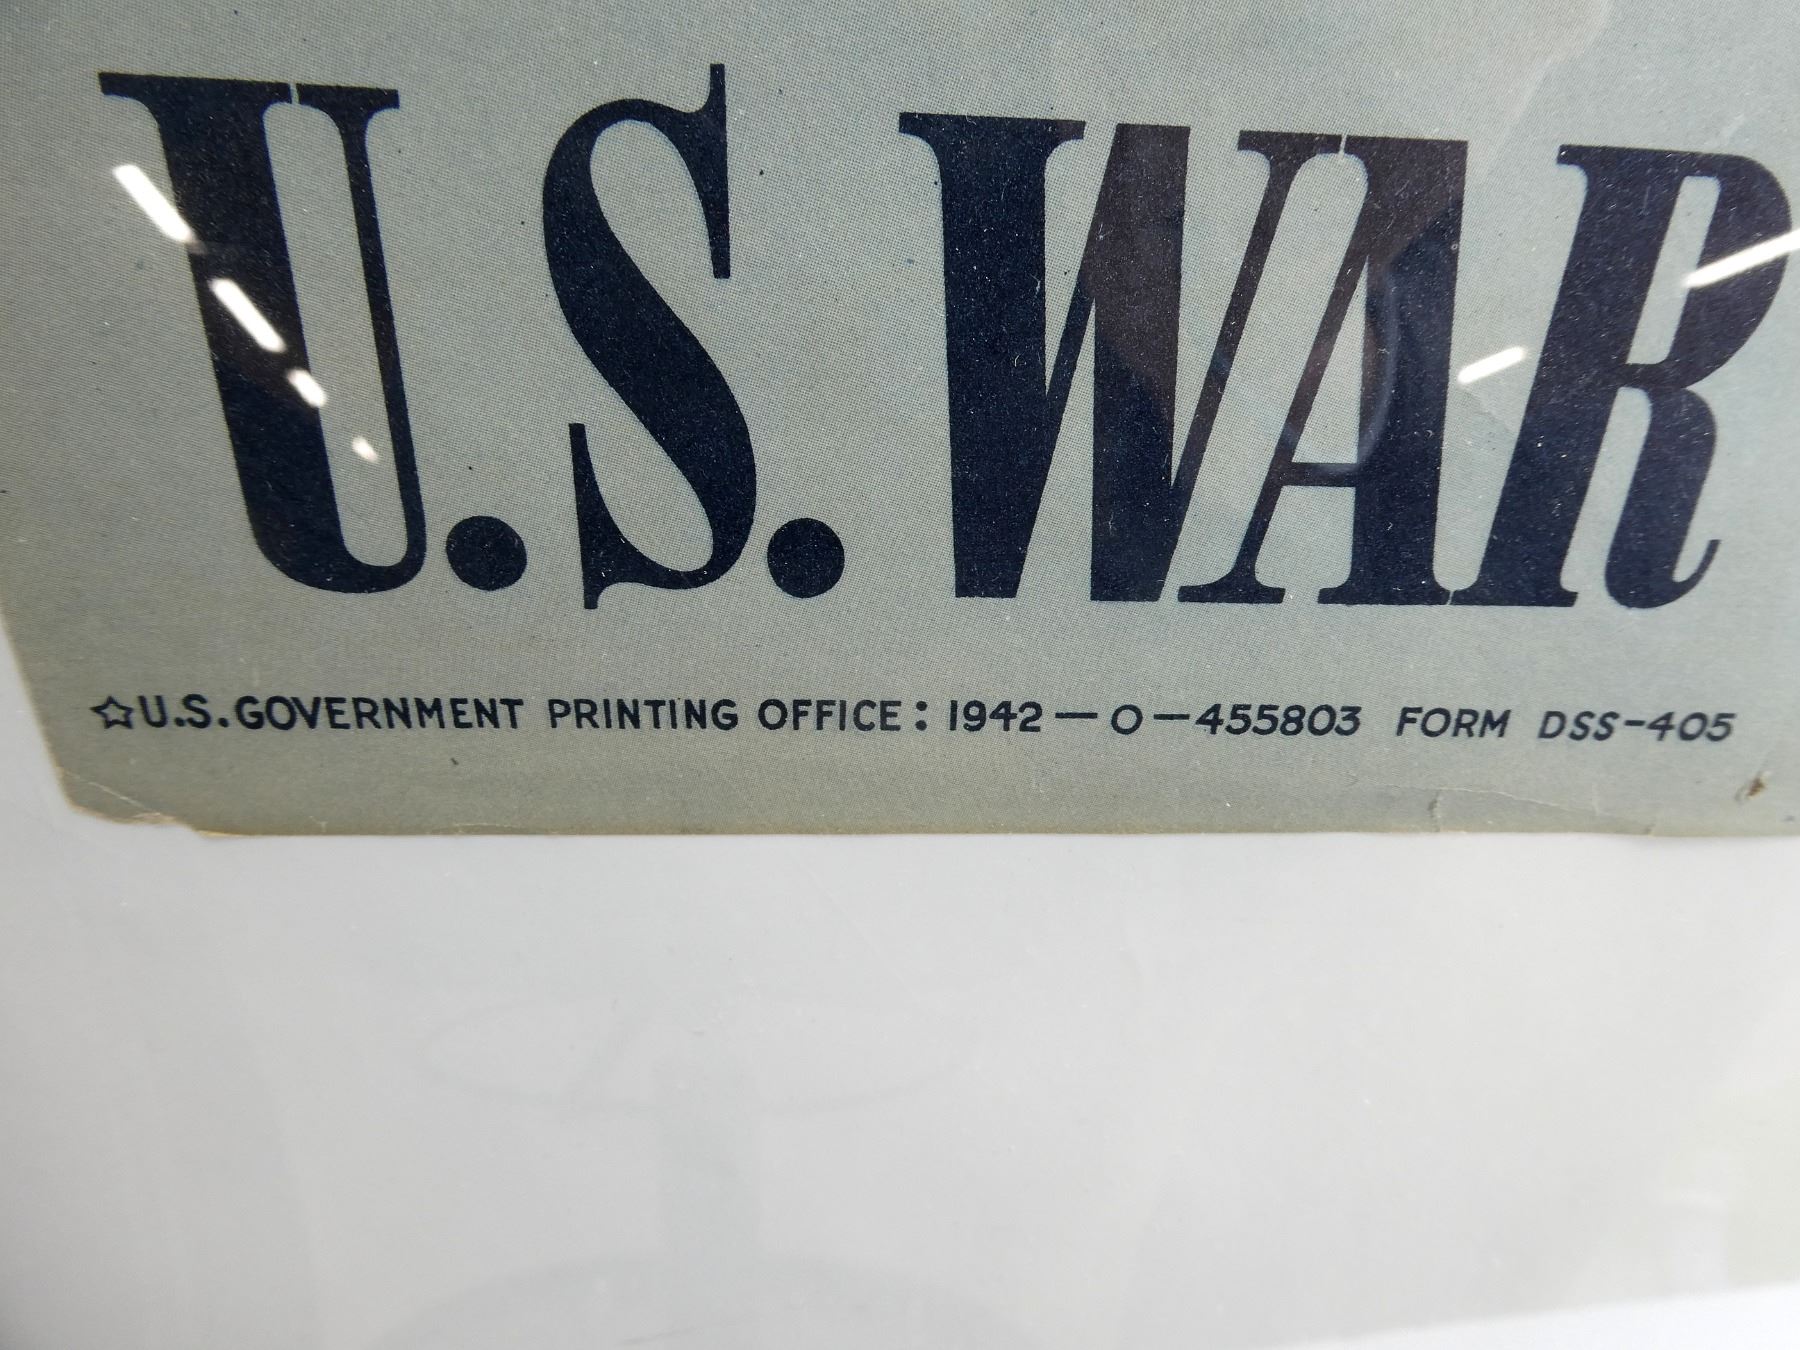 U.S. WAR
☆U.S. GOVERNMENT PRINTING OFFICE : 1942 — O — 455803 FORM DSS-405